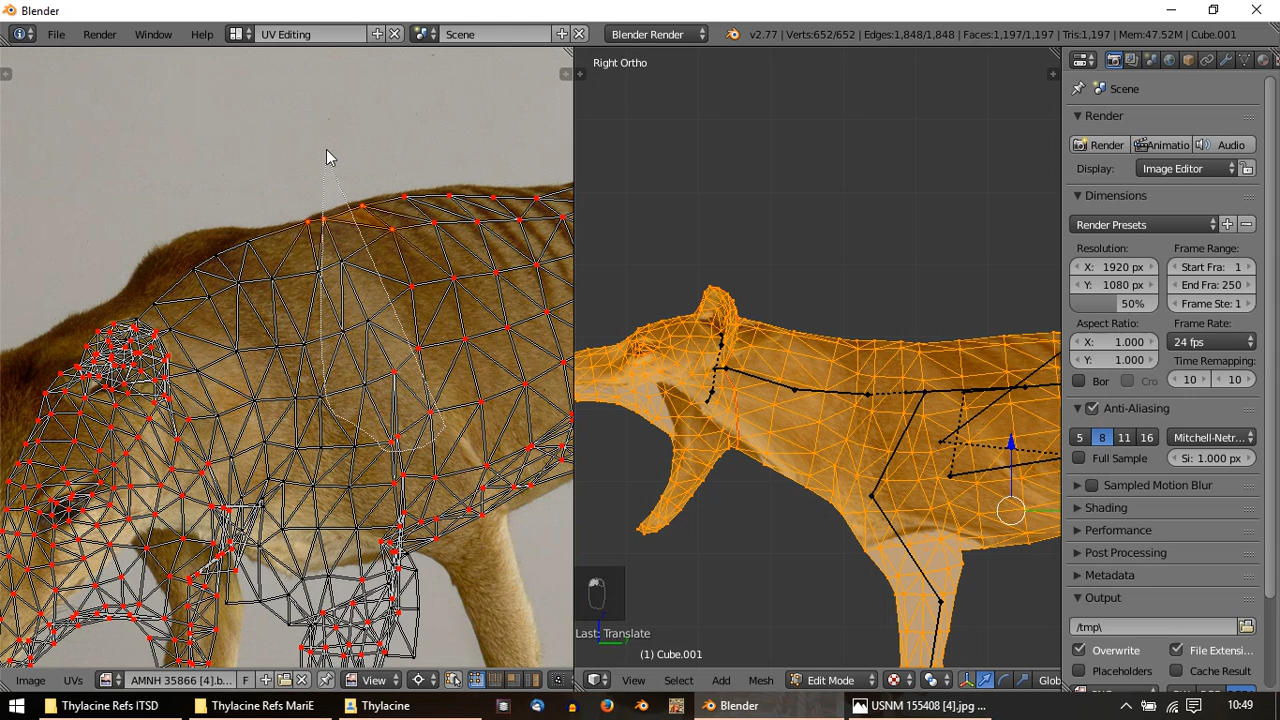 Blender
File Render Window Help UV Editing Scene Blender Render v2.77 | Verts:652/652 | Edges:1,848/1,848 | Faces:1,197/1,197 | Tris:1,197 | Mem:47.52M | Cube.001
Right Ortho
Scene
Render
Render Animatio Audio
Display: Image Editor
Dimensions
Render Presets
Resolution: Frame Range:
X: 1920 px Start Fra: 1
Y: 1080 px End Fra: 250
50% Frame Ste: 1
Aspect Ratio: Frame Rate:
X: 1.000 24 fps
Y: 1.000 Time Remapping:
Bor Cro 10 10
Anti-Aliasing
5 8 11 16 Mitchell-Netr...
Full Sample Si: 1.000 px
Sampled Motion Blur
Shading
Performance
Post Processing
Metadata
Output
/tmp\
Overwrite File Extensi...
Placeholders Cache Result
Last: Translate
(1) Cube.001
Image UVs AMNH 35866 [4].b... F View
View Select Add Mesh Edit Mode Glob
Thylacine Refs ITSD Thylacine Refs MariE Thylacine Blender USNM 155408 [4].jpg ... 10:49